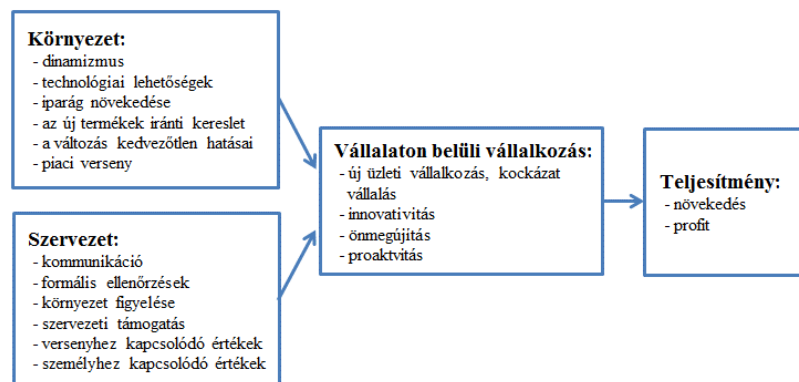 Környezet:
- dinamizmus
- technológiai lehetőségek
- iparág növekedése
- az új termékek iránti kereslet
- a változás kedvezőtlen hatásai
- piaci verseny
Szervezet:
- kommunikáció
- formális ellenőrzések
- környezet figyelése
- szervezeti támogatás
- versenyhez kapcsolódó értékek
- személyhez kapcsolódó értékek
Vállalaton belüli vállalkozás:
- új üzleti vállalkozás, kockázat
vállalás
- innovativitás
- önmegújítás
- proaktvitás
Teljesítmény:
- növekedés
- profit